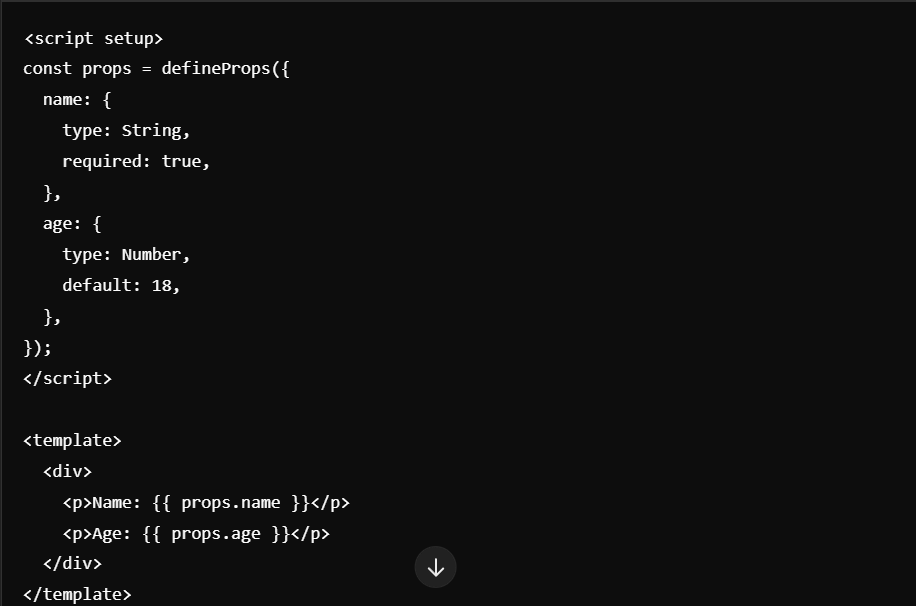 <script setup>
const props = defineProps({
  name: {
    type: String,
    required: true,
  },
  age: {
    type: Number,
    default: 18,
  },
});
</script>

<template>
  <div>
    <p>Name: {{ props.name }}</p>
    <p>Age: {{ props.age }}</p>
  </div>
</template>